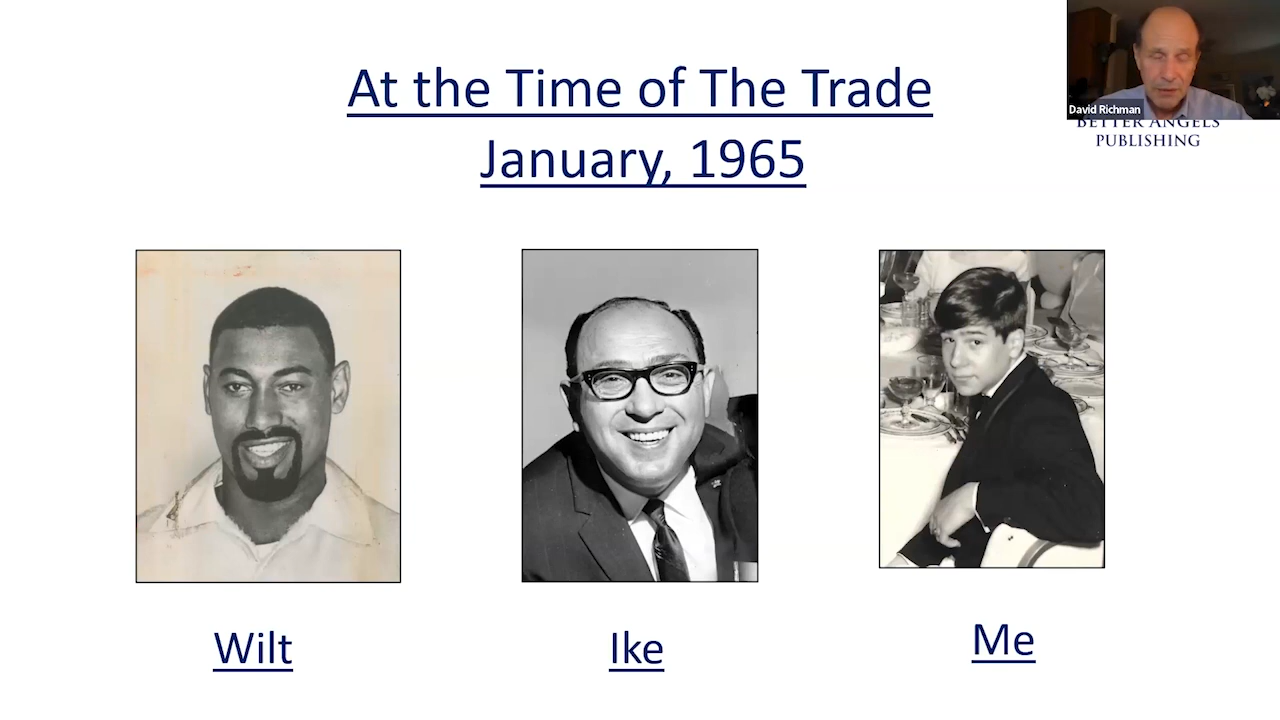 At the Time of The Trade
January, 1965
David Richman
BETTER ANGELS
PUBLISHING
Wilt
Ike
Me